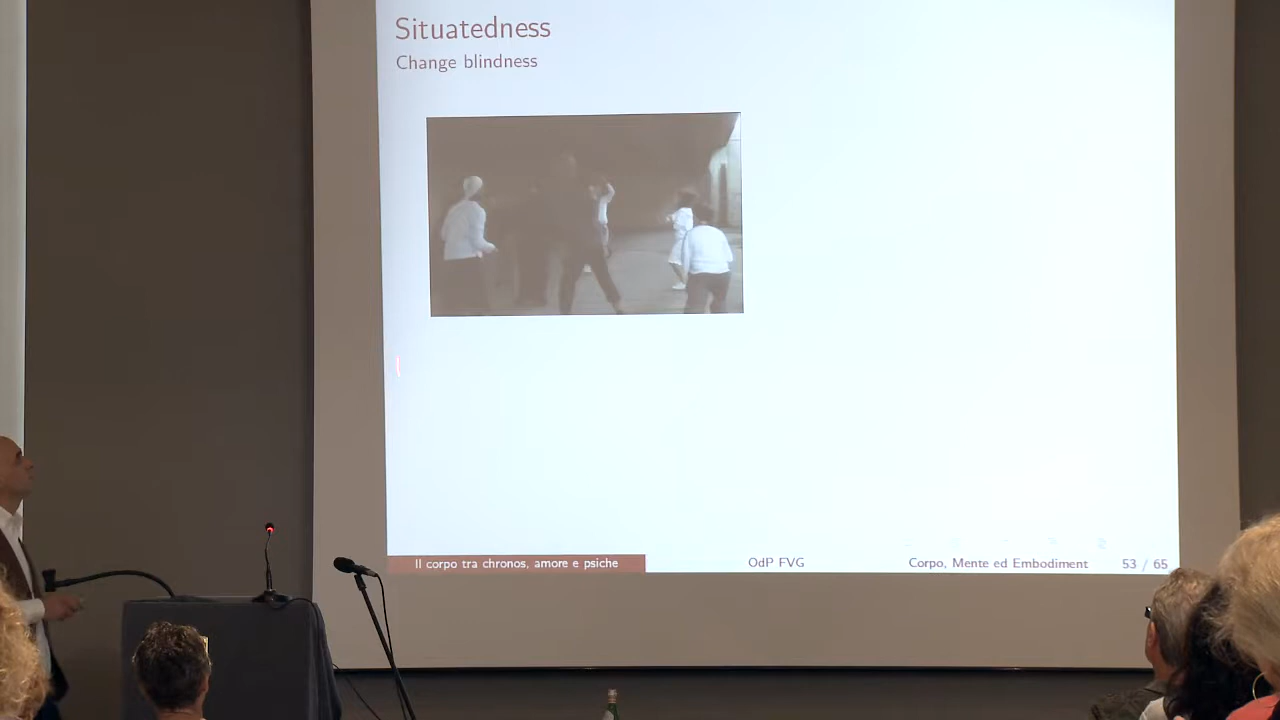 Situatedness
Change blindness
Il corpo tra chronos, amore e psiche
OdP FVG
Corpo, Mente ed Embodiment
53 / 65